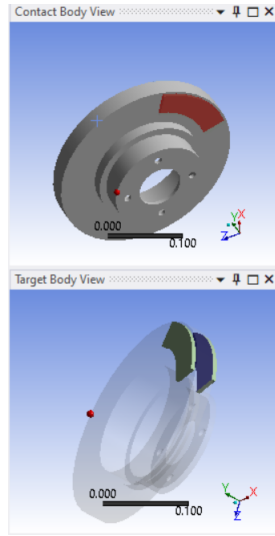 Contact Body View
0.000
0.100
Y
X
Z
Target Body View
0.000
0.100
Y
X
Z